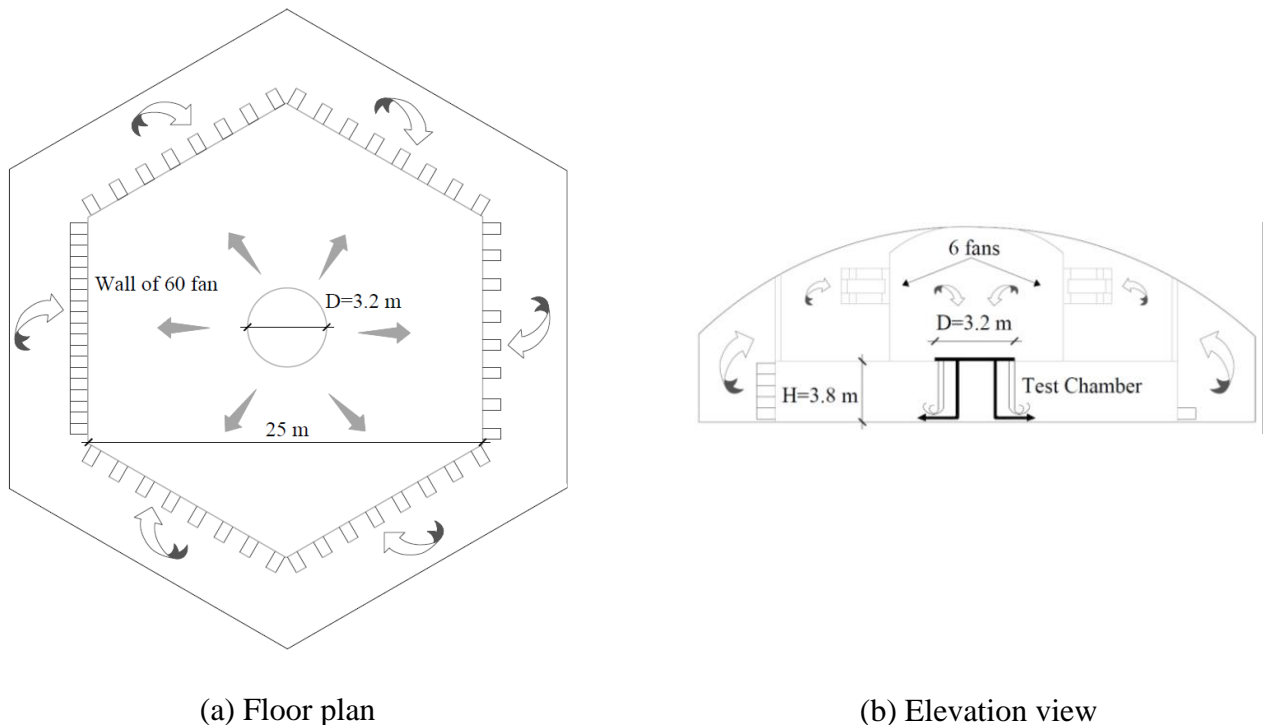 Wall of 60 fan
D=3.2 m
25 m
6 fans
D=3.2 m
H=3.8 m
Test Chamber
(a) Floor plan
(b) Elevation view